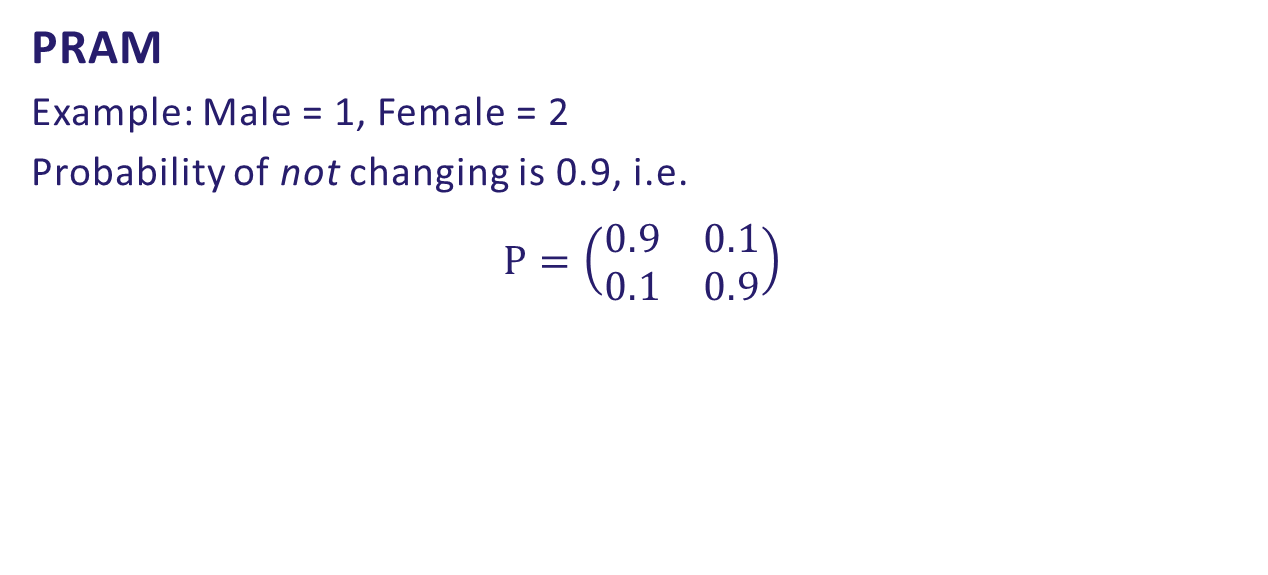 PRAM
Example: Male = 1, Female = 2
Probability of not changing is 0.9, i.e.
P = (0.9 0.1
0.1 0.9)